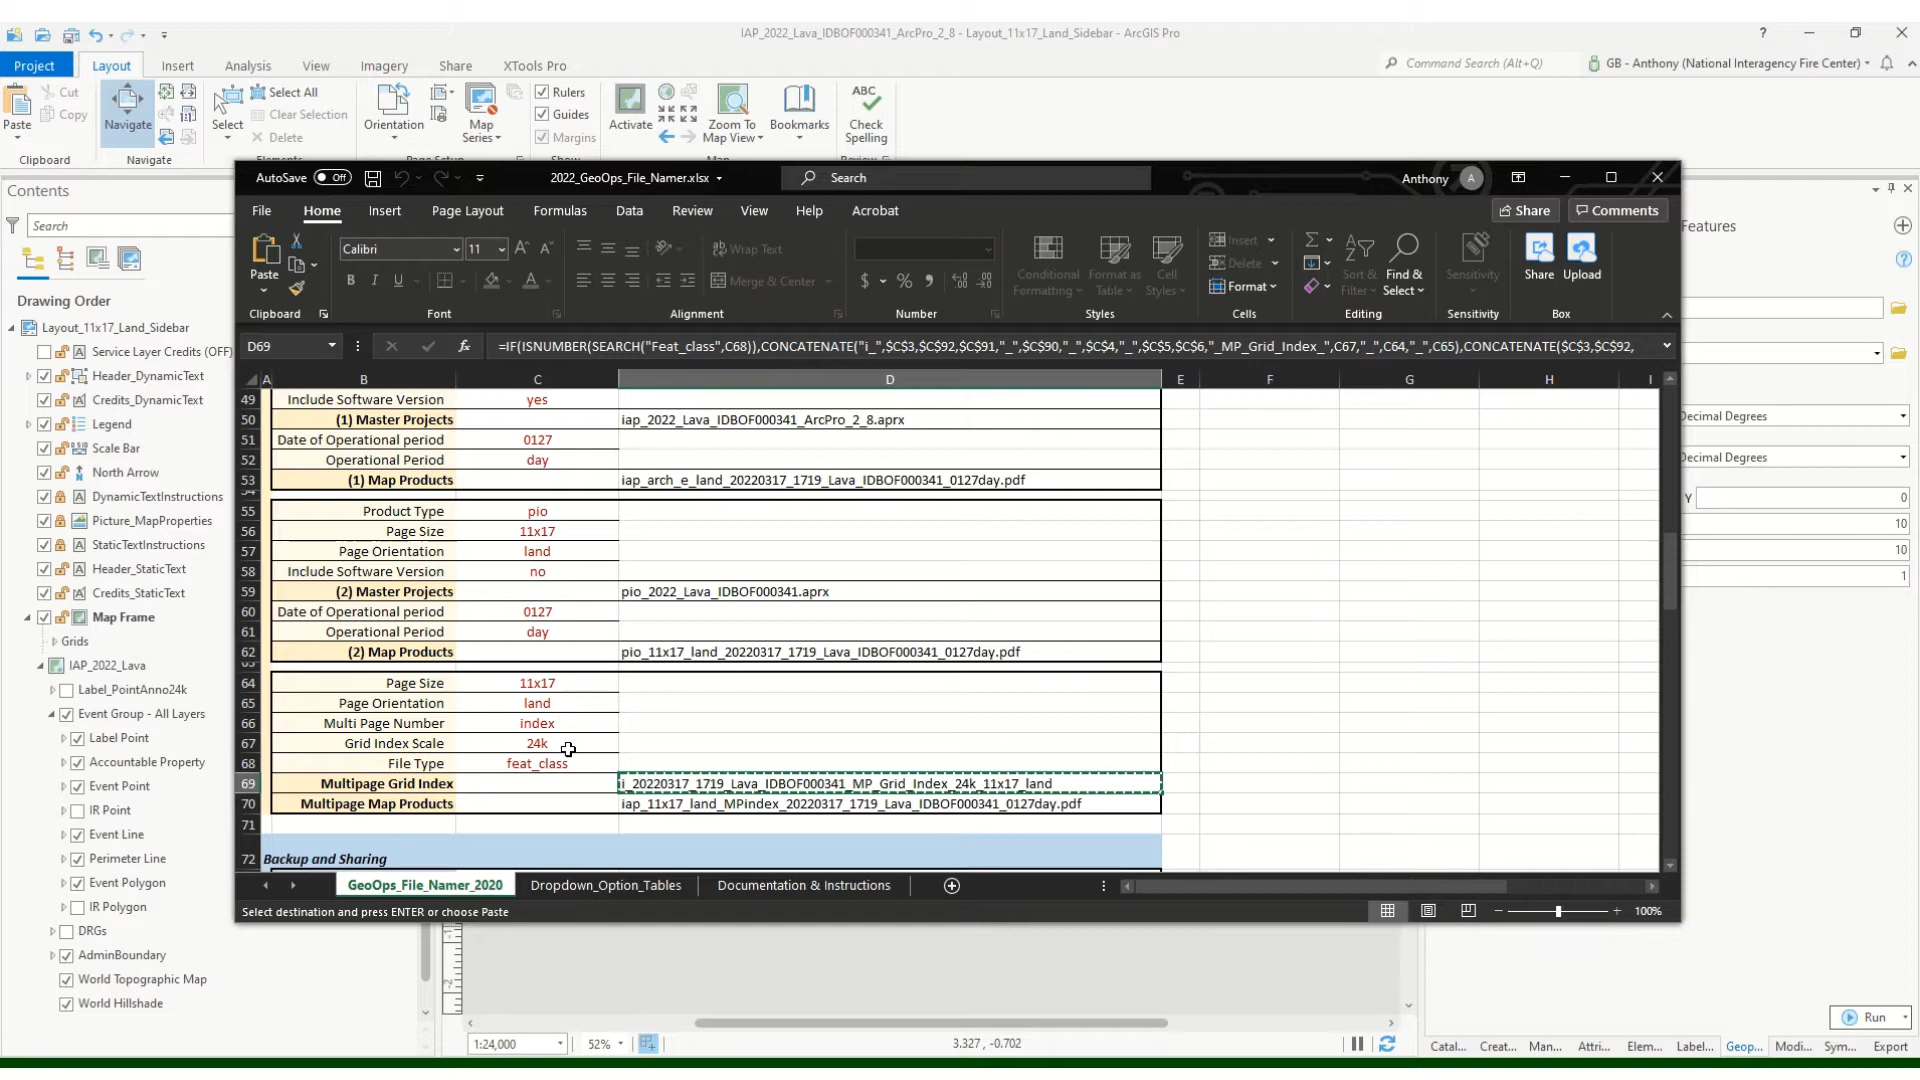 IAP_2022_Lava_IDBOF000341_ArcPro_2_8 - Layout_11x17_Land_Sidebar - ArcGIS Pro
Project Layout Insert Analysis View Imagery Share XTools Pro
Command Search (Alt+Q)
GB - Anthony (National Interagency Fire Center)
Paste
Cut
Copy
Clipboard
Navigate
Navigate
Select
Select All
Clear Selection
Delete
Orientation
Map Series
Rulers
Guides
Margins
Activate
Zoom To Map View
Bookmarks
ABC
Check Spelling
Contents
Search
Drawing Order
Layout_11x17_Land_Sidebar
Service Layer Credits (OFF)
Header_DynamicText
Credits_DynamicText
Legend
Scale Bar
North Arrow
DynamicTextInstructions
Picture_MapProperties
StaticTextInstructions
Header_StaticText
Credits_StaticText
Map Frame
Grids
IAP_2022_Lava
Label_PointAnno24k
Event Group - All Layers
Label Point
Accountable Property
Event Point
IR Point
Event Line
Perimeter Line
Event Polygon
IR Polygon
DRGs
AdminBoundary
World Topographic Map
World Hillshade
AutoSave Off
2022_GeoOps_File_Namer.xlsx
Search
Anthony A
File Home Insert Page Layout Formulas Data Review View Help Acrobat
Share
Comments
Paste
Clipboard
Calibri 11
B I U
Font
Wrap Text
Merge & Center
Alignment
$ % 9
Number
Conditional Formatting
Format as Table
Cell Styles
Styles
Insert
Delete
Format
Cells
Sort & Filter
Find & Select
Editing
Sensitivity
Sensitivity
Share
Upload
Box
D69
fx
=IF(ISNUMBER(SEARCH("Feat_class",C68)),CONCATENATE("i_",$C$3,$C$92,$C$91,"_",$C$90,"_",$C$4,"_",$C$5,$C$6,"_MP_Grid_Index_",C67,"_",C64,"_",C65),CONCATENATE($C$3,$C$92,
A B C D E F G H I
49 Include Software Version yes
50 (1) Master Projects iap_2022_Lava_IDBOF000341_ArcPro_2_8.aprx
51 Date of Operational period 0127
52 Operational Period day
53 (1) Map Products iap_arch_e_land_20220317_1719_Lava_IDBOF000341_0127day.pdf
55 Product Type pio
56 Page Size 11x17
57 Page Orientation land
58 Include Software Version no
59 (2) Master Projects pio_2022_Lava_IDBOF000341.aprx
60 Date of Operational period 0127
61 Operational Period day
62 (2) Map Products pio_11x17_land_20220317_1719_Lava_IDBOF000341_0127day.pdf
64 Page Size 11x17
65 Page Orientation land
66 Multi Page Number index
67 Grid Index Scale 24k
68 File Type feat_class
69 Multipage Grid Index i_20220317_1719_Lava_IDBOF000341_MP_Grid_Index_24k_11x17_land
70 Multipage Map Products iap_11x17_land_MPindex_20220317_1719_Lava_IDBOF000341_0127day.pdf
71
72 Backup and Sharing
GeoOps_File_Namer_2020 Dropdown_Option_Tables Documentation & Instructions
Select destination and press ENTER or choose Paste
100%
Features
Decimal Degrees
Decimal Degrees
Y 0
10
10
1
Run
-1
-2
1:24,000
52%
3.327 , -0.702
Catal... Creat... Man... Attri... Elem... Label... Geop... Modi... Sym... Export